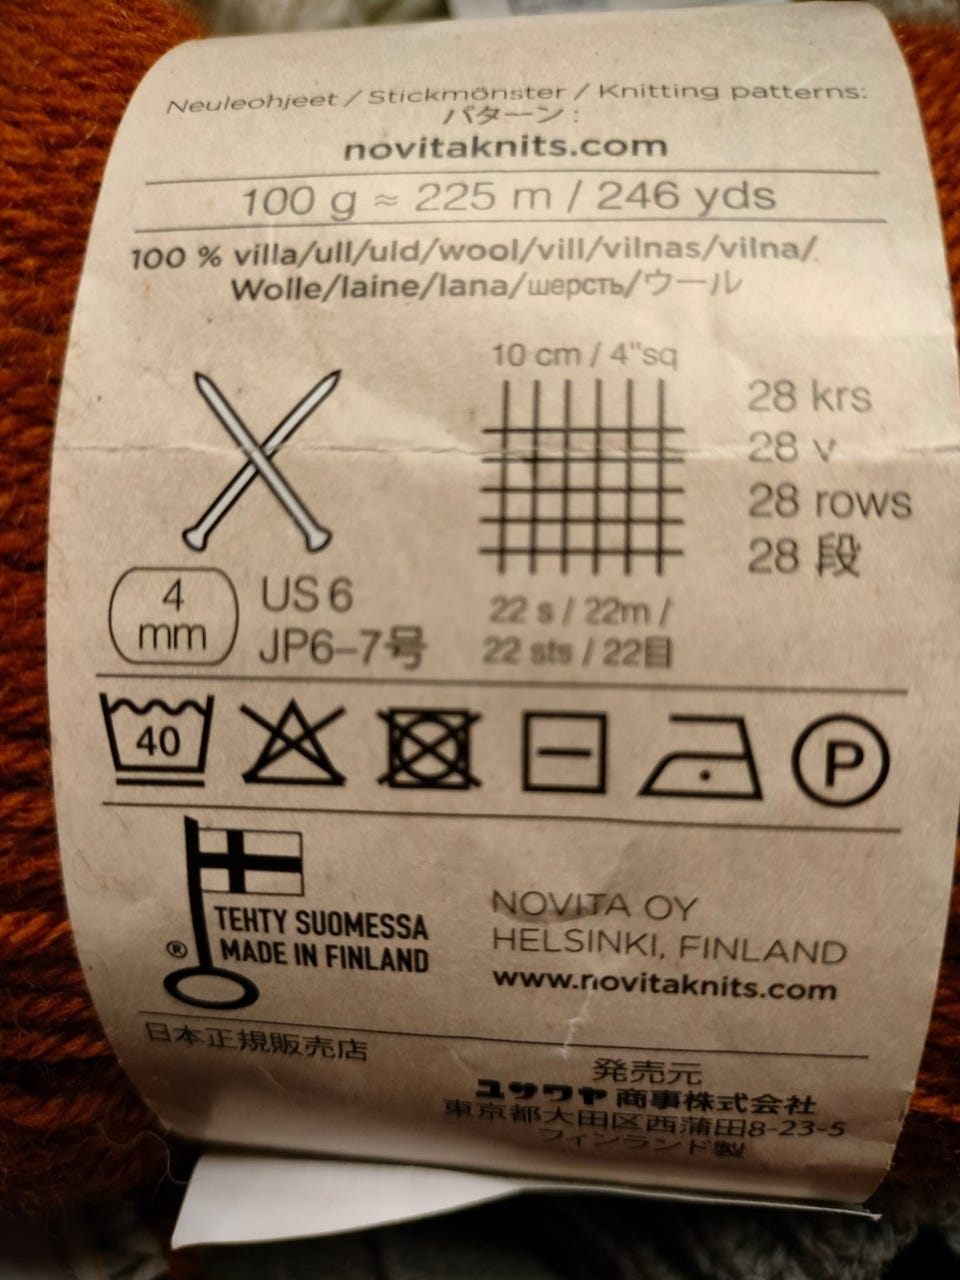 Neuleohjeet / Stickmönster / Knitting patterns:
パターン:
novitaknits.com
100 g ≈ 225 m / 246 yds
100 % villa/ull/uld/wool/vill/vilnas/vilna/
Wolle/laine/lana/шерсть/ウール
10 cm / 4"sq
28 krs
28 v
28 rows
28 段
4
mm
US 6
JP6–7号
22 s / 22m /
22 sts / 22目
40
P
TEHTY SUOMESSA
® MADE IN FINLAND
NOVITA OY
HELSINKI, FINLAND
www.novitaknits.com
日本正規販売店
発売元
ユザワヤ 商事株式会社
東京都大田区西蒲田8-23-5
フィンランド製